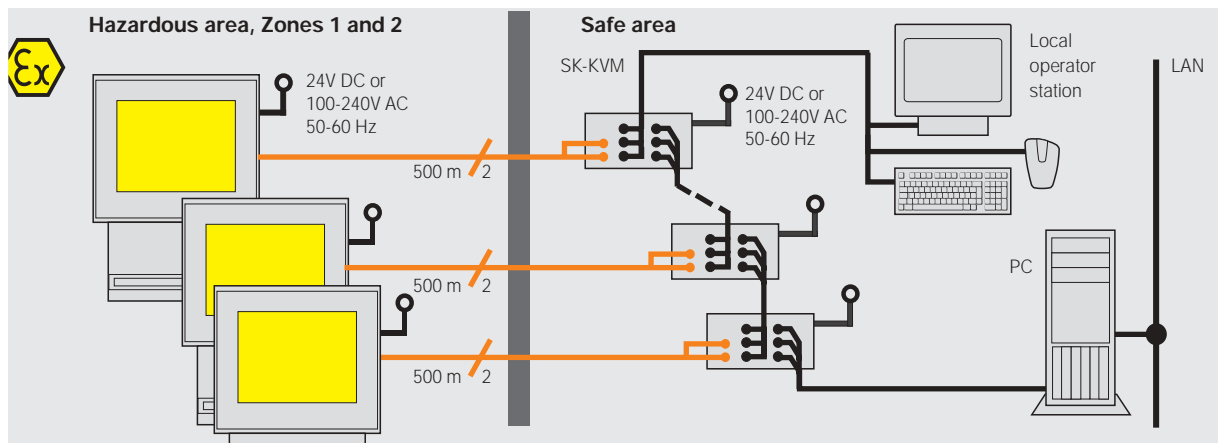 Hazardous area, Zones 1 and 2
Safe area
Ex
24V DC or
100-240V AC
50-60 Hz
SK-KVM
24V DC or
100-240V AC
50-60 Hz
Local
operator
station
LAN
500 m
2
500 m
2
PC
500 m
2